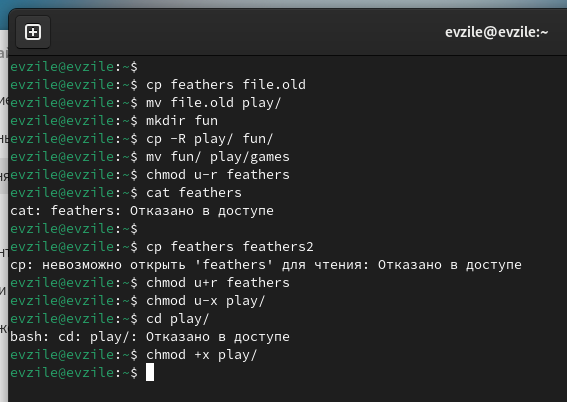 evzile@evzile:~
evzile@evzile:~$
evzile@evzile:~$ cp feathers file.old
evzile@evzile:~$ mv file.old play/
evzile@evzile:~$ mkdir fun
evzile@evzile:~$ cp -R play/ fun/
evzile@evzile:~$ mv fun/ play/games
evzile@evzile:~$ chmod u-r feathers
evzile@evzile:~$ cat feathers
cat: feathers: Отказано в доступе
evzile@evzile:~$
evzile@evzile:~$ cp feathers feathers2
cp: невозможно открыть 'feathers' для чтения: Отказано в доступе
evzile@evzile:~$ chmod u+r feathers
evzile@evzile:~$ chmod u-x play/
evzile@evzile:~$ cd play/
bash: cd: play/: Отказано в доступе
evzile@evzile:~$ chmod +x play/
evzile@evzile:~$